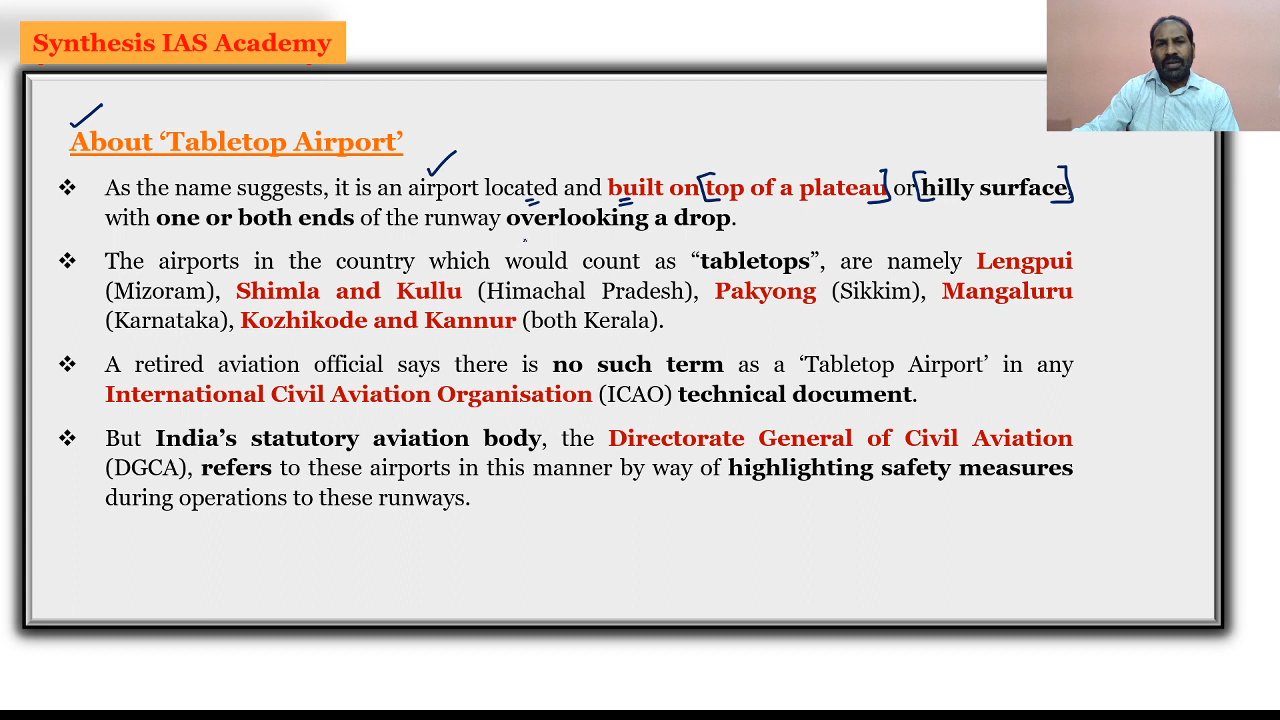 Synthesis IAS Academy
About ‘Tabletop Airport’
❖ As the name suggests, it is an airport located and built on top of a plateau or hilly surface,
with one or both ends of the runway overlooking a drop.
❖ The airports in the country which would count as “tabletops”, are namely Lengpui
(Mizoram), Shimla and Kullu (Himachal Pradesh), Pakyong (Sikkim), Mangaluru
(Karnataka), Kozhikode and Kannur (both Kerala).
❖ A retired aviation official says there is no such term as a ‘Tabletop Airport’ in any
International Civil Aviation Organisation (ICAO) technical document.
❖ But India’s statutory aviation body, the Directorate General of Civil Aviation
(DGCA), refers to these airports in this manner by way of highlighting safety measures
during operations to these runways.